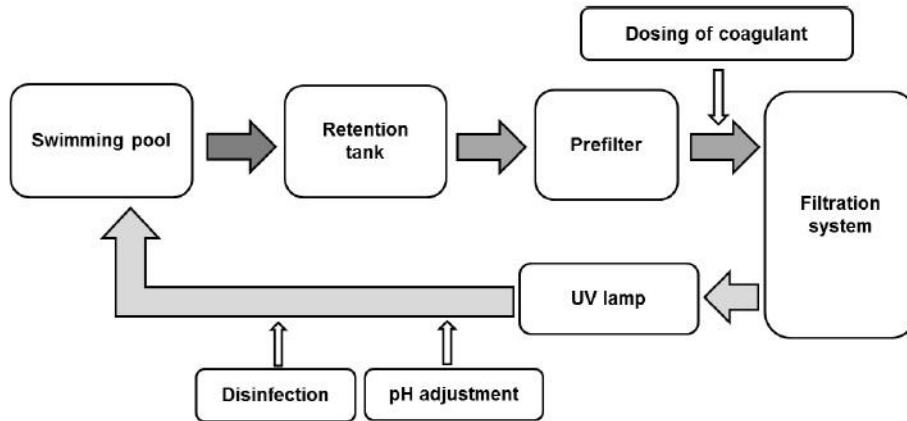 Dosing of coagulant
Swimming pool
Retention
tank
Prefilter
Filtration
system
UV lamp
Disinfection
pH adjustment